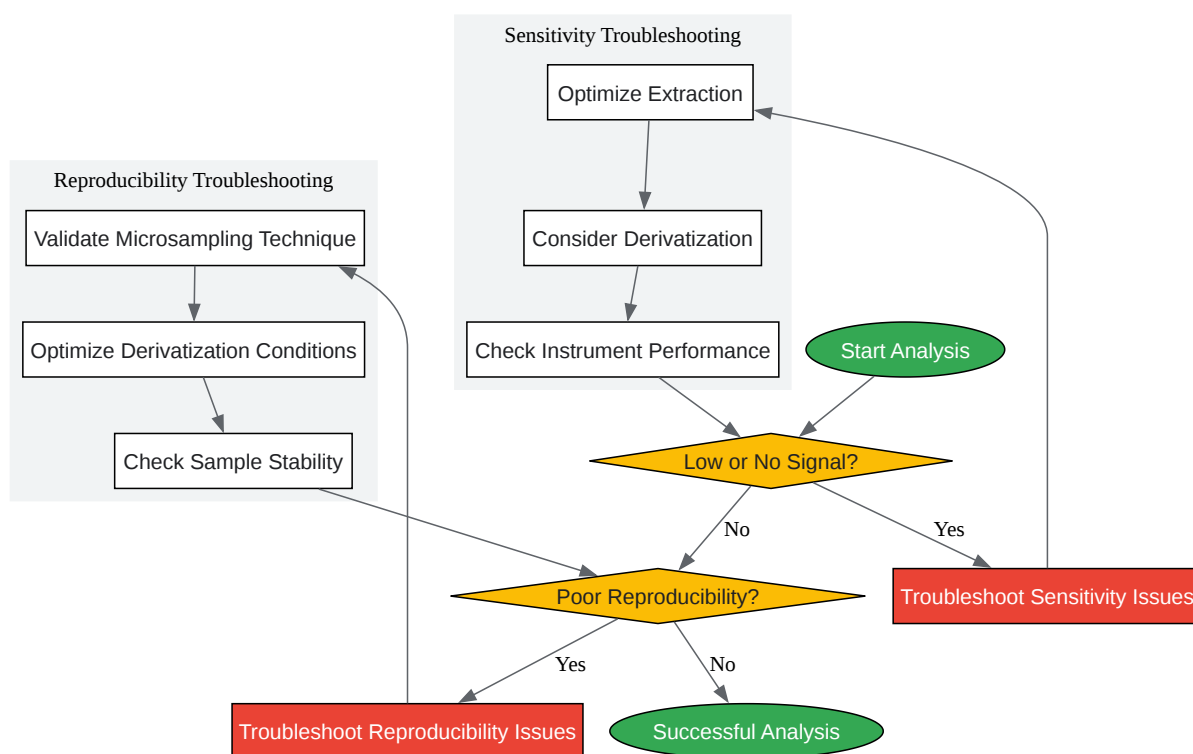 Sensitivity Troubleshooting
Optimize Extraction
Reproducibility Troubleshooting
Validate Microsampling Technique
Consider Derivatization
Optimize Derivatization Conditions
Check Instrument Performance
Start Analysis
Check Sample Stability
Low or No Signal?
No
Yes
Poor Reproducibility?
Troubleshoot Sensitivity Issues
Yes
No
Troubleshoot Reproducibility Issues
Successful Analysis